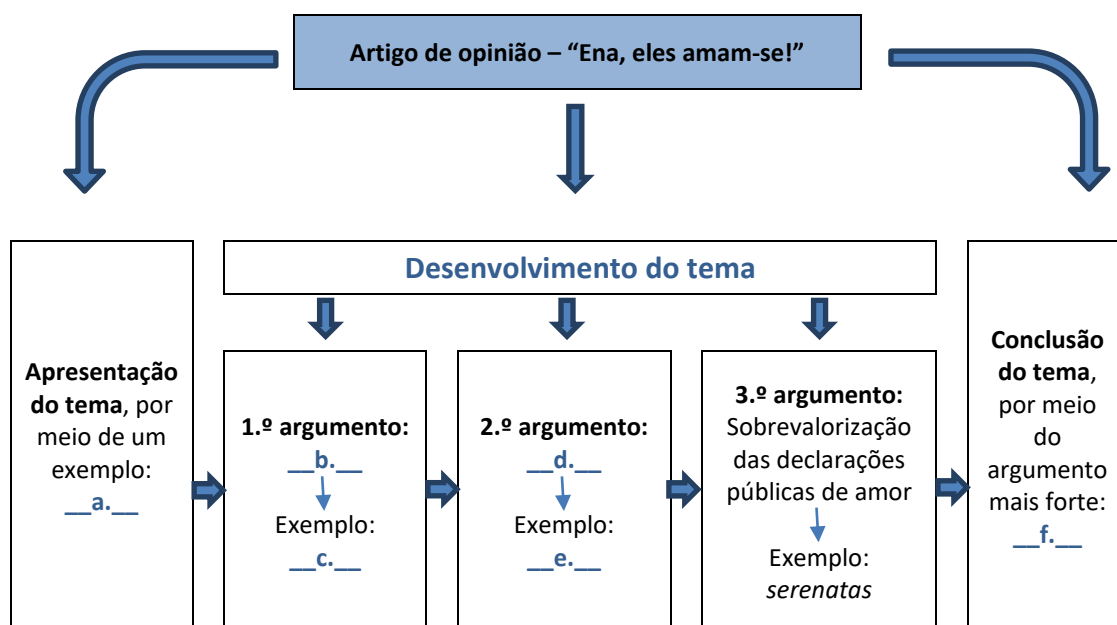 Artigo de opinião – “Ena, eles amam-se!”
Desenvolvimento do tema
Apresentação
do tema, por
meio de um
exemplo:
__a.__
1.º argumento:
__b.__
Exemplo:
__c.__
2.º argumento:
__d.__
Exemplo:
__e.__
3.º argumento:
Sobrevalorização
das declarações
públicas de amor
Exemplo:
serenatas
Conclusão
do tema,
por meio
do
argumento
mais forte:
__f.__